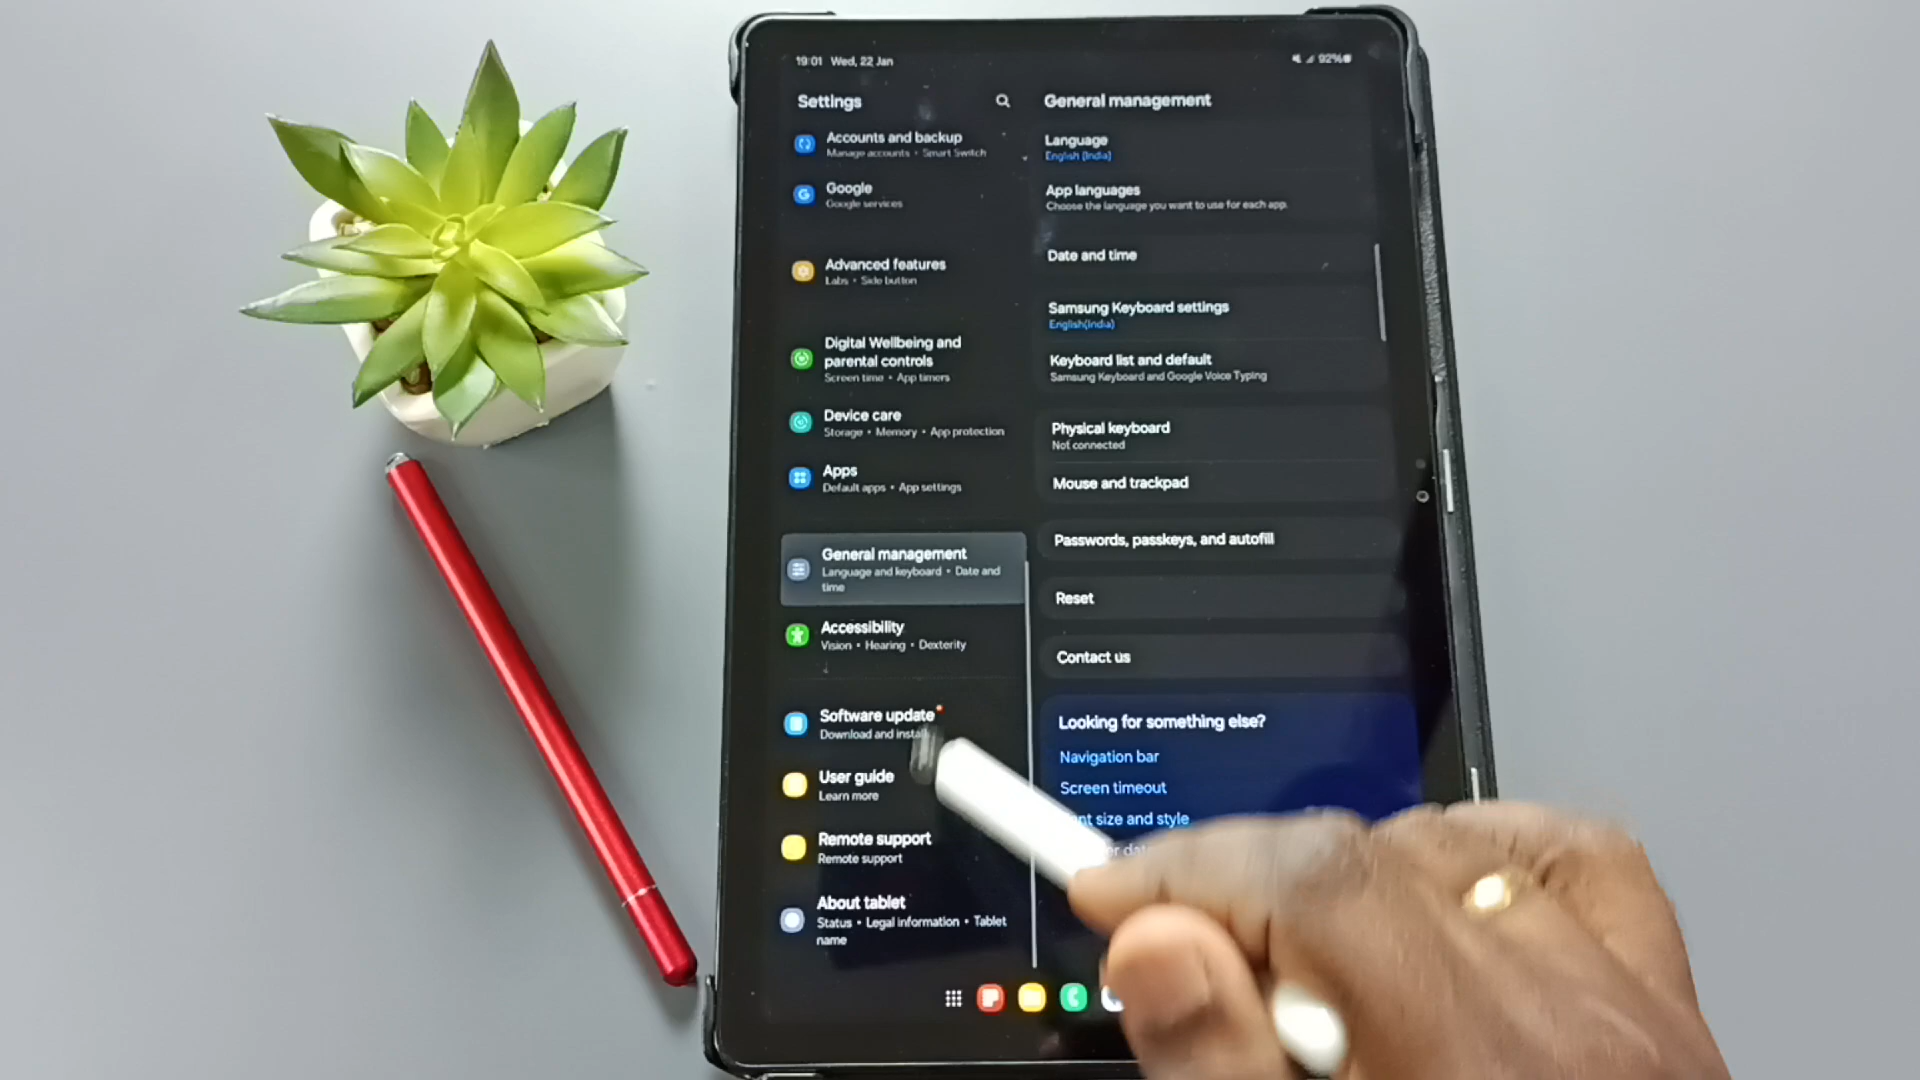 19:01 Wed, 22 Jan
92%
Settings
Accounts and backup
Manage accounts • Smart Switch
Google
Google services
Advanced features
Labs • Side button
Digital Wellbeing and
parental controls
Screen time • App timers
Device care
Storage • Memory • App protection
Apps
Default apps • App settings
General management
Language and keyboard • Date and
time
Accessibility
Vision • Hearing • Dexterity
Software update
Download and install
User guide
Learn more
Remote support
Remote support
About tablet
Status • Legal information • Tablet
name
General management
Language
English (India)
App languages
Choose the language you want to use for each app.
Date and time
Samsung Keyboard settings
English(India)
Keyboard list and default
Samsung Keyboard and Google Voice Typing
Physical keyboard
Not connected
Mouse and trackpad
Passwords, passkeys, and autofill
Reset
Contact us
Looking for something else?
Navigation bar
Screen timeout
size and style